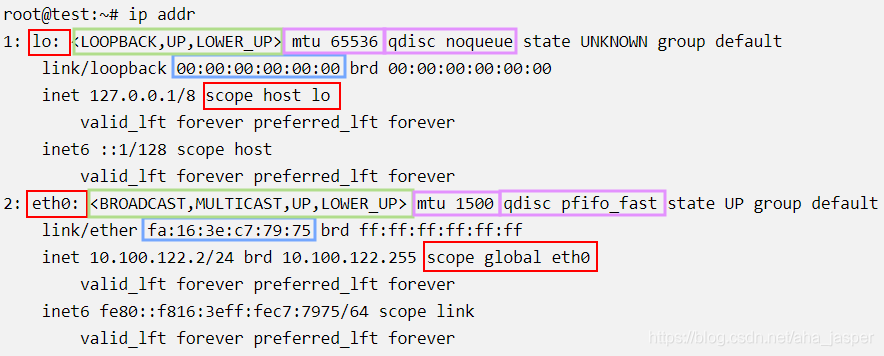 root@test:~# ip addr
1: lo: <LOOPBACK,UP,LOWER_UP> mtu 65536 qdisc noqueue state UNKNOWN group default
link/loopback 00:00:00:00:00:00 brd 00:00:00:00:00:00
inet 127.0.0.1/8 scope host lo
valid_lft forever preferred_lft forever
inet6 ::1/128 scope host
valid_lft forever preferred_lft forever
2: eth0: <BROADCAST,MULTICAST,UP,LOWER_UP> mtu 1500 qdisc pfifo_fast state UP group default
link/ether fa:16:3e:c7:79:75 brd ff:ff:ff:ff:ff:ff
inet 10.100.122.2/24 brd 10.100.122.255 scope global eth0
valid_lft forever preferred_lft forever
inet6 fe80::f816:3eff:fec7:7975/64 scope link
valid_lft forever preferred_lft forever
https://blog.csdn.net/aha_jasper